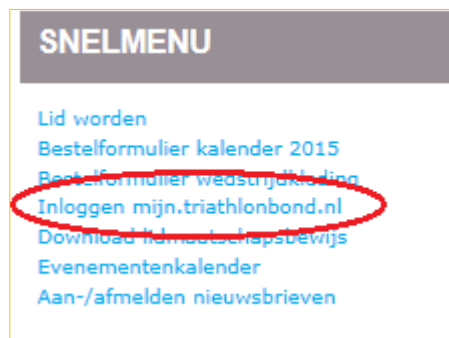 SNELMENU
Lid worden
Bestelformulier kalender 2015
Bestelformulier wedstrijdkleding
Inloggen mijn.triathlonbond.nl
Download lidmaatschapsbewijs
Evenementenkalender
Aan-/afmelden nieuwsbrieven